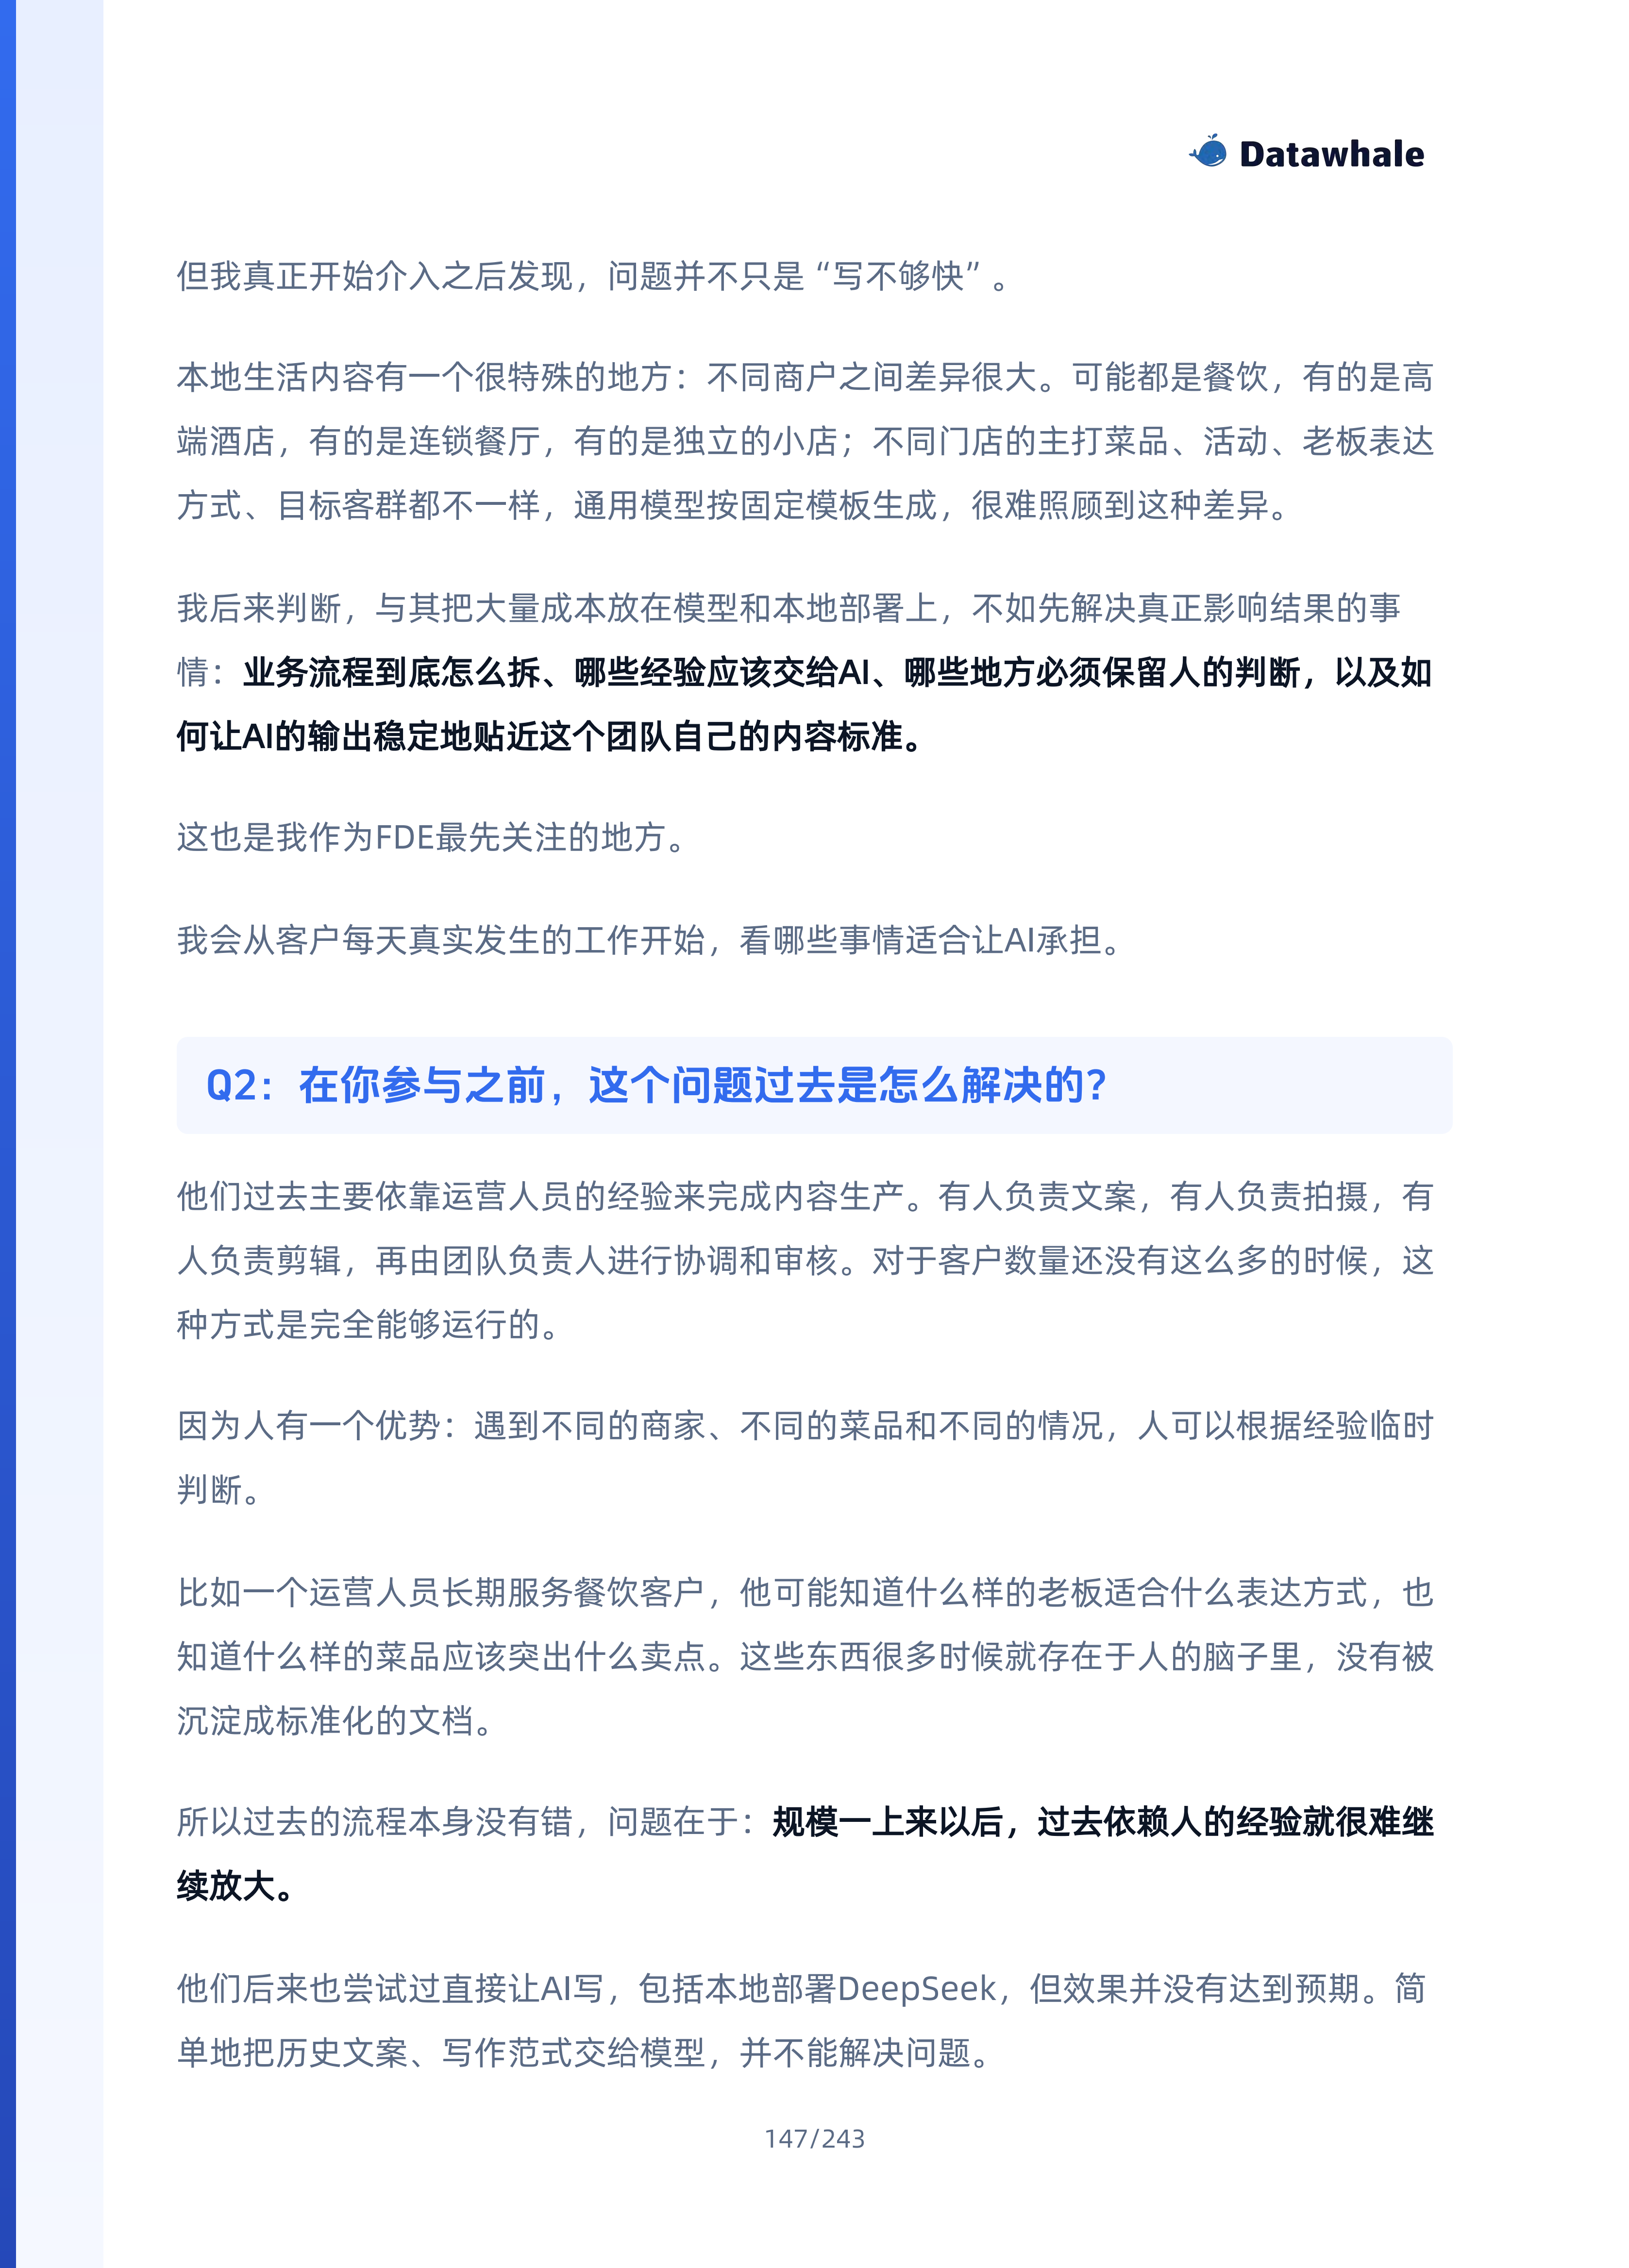 Datawhale
但我真正开始介入之后发现，问题并不只是“写不够快”。
本地生活内容有一个很特殊的地方：不同商户之间差异很大。可能都是餐饮，有的是高
端酒店，有的是连锁餐厅，有的是独立的小店；不同门店的主打菜品、活动、老板表达
方式、目标客群都不一样，通用模型按固定模板生成，很难照顾到这种差异。
我后来判断，与其把大量成本放在模型和本地部署上，不如先解决真正影响结果的事
情：业务流程到底怎么拆、哪些经验应该交给AI、哪些地方必须保留人的判断，以及如
何让AI的输出稳定地贴近这个团队自己的内容标准。
这也是我作为FDE最先关注的地方。
我会从客户每天真实发生的工作开始，看哪些事情适合让AI承担。
Q2：在你参与之前，这个问题过去是怎么解决的？
他们过去主要依靠运营人员的经验来完成内容生产。有人负责文案，有人负责拍摄，有
人负责剪辑，再由团队负责人进行协调和审核。对于客户数量还没有这么多的时候，这
种方式是完全能够运行的。
因为人有一个优势：遇到不同的商家、不同的菜品和不同的情况，人可以根据经验临时
判断。
比如一个运营人员长期服务餐饮客户，他可能知道什么样的老板适合什么表达方式，也
知道什么样的菜品应该突出什么卖点。这些东西很多时候就存在于人的脑子里，没有被
沉淀成标准化的文档。
所以过去的流程本身没有错，问题在于：规模一上来以后，过去依赖人的经验就很难继
续放大。
他们后来也尝试过直接让AI写，包括本地部署DeepSeek，但效果并没有达到预期。简
单地把历史文案、写作范式交给模型，并不能解决问题。
147/243